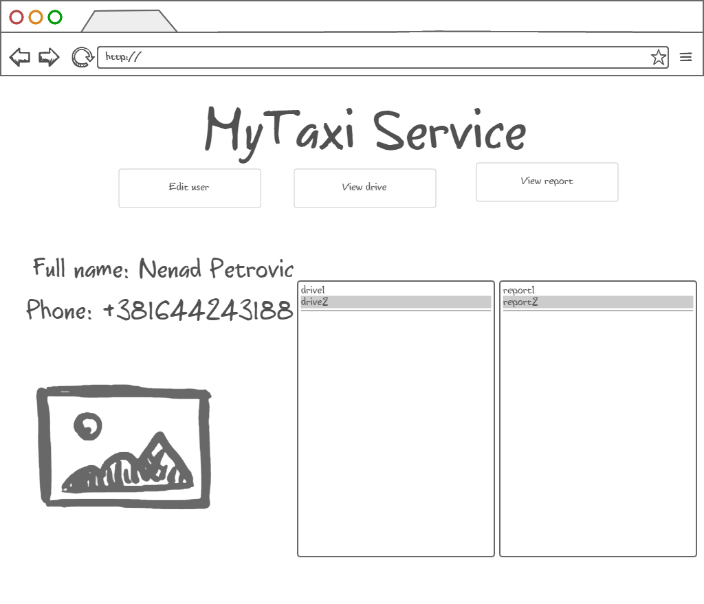 http://
MyTaxi Service
Edit user
View drive
View report
Full name: Nenad Petrovic
Phone: +381644243188
drive1
drive2
report1
report2